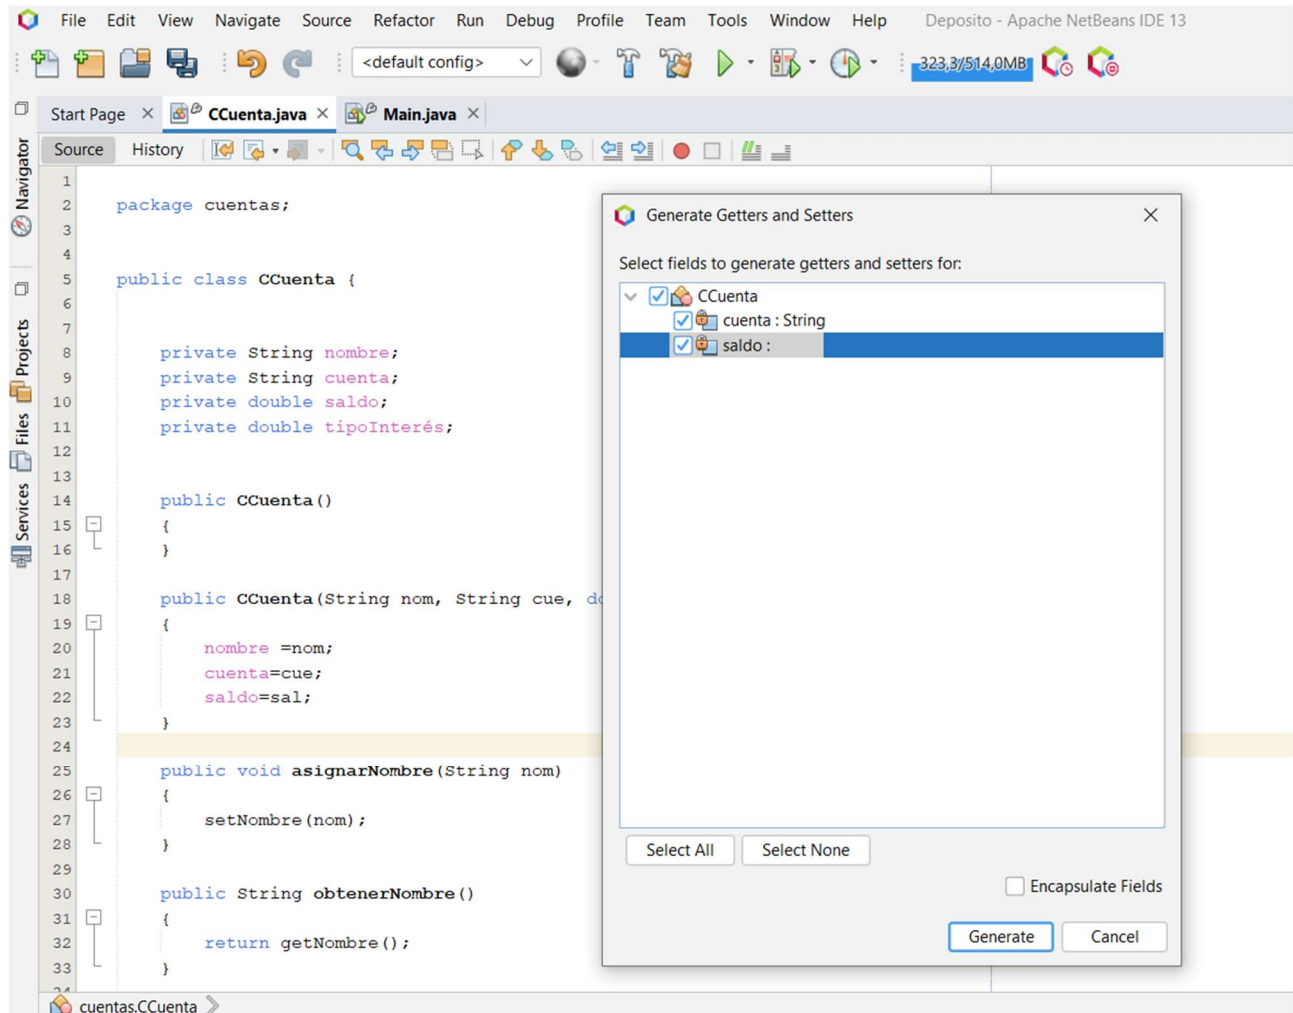 File Edit View Navigate Source Refactor Run Debug Profile Team Tools Window Help Deposito - Apache NetBeans IDE 13
<default config> 323,3/514,0MB
Start Page CCuenta.java Main.java
Source History
Navigator
Projects
Files
Services
1
2 package cuentas;
3
4
5 public class CCuenta {
6
7
8 private String nombre;
9 private String cuenta;
10 private double saldo;
11 private double tipoInterés;
12
13
14 public CCuenta()
15 {
16 }
17
18 public CCuenta(String nom, String cue, do
19 {
20 nombre =nom;
21 cuenta=cue;
22 saldo=sal;
23 }
24
25 public void asignarNombre(String nom)
26 {
27 setNombre(nom);
28 }
29
30 public String obtenerNombre()
31 {
32 return getNombre();
33 }
cuentas.CCuenta
Generate Getters and Setters
Select fields to generate getters and setters for:
CCuenta
cuenta : String
saldo :
Select All Select None
Encapsulate Fields
Generate Cancel